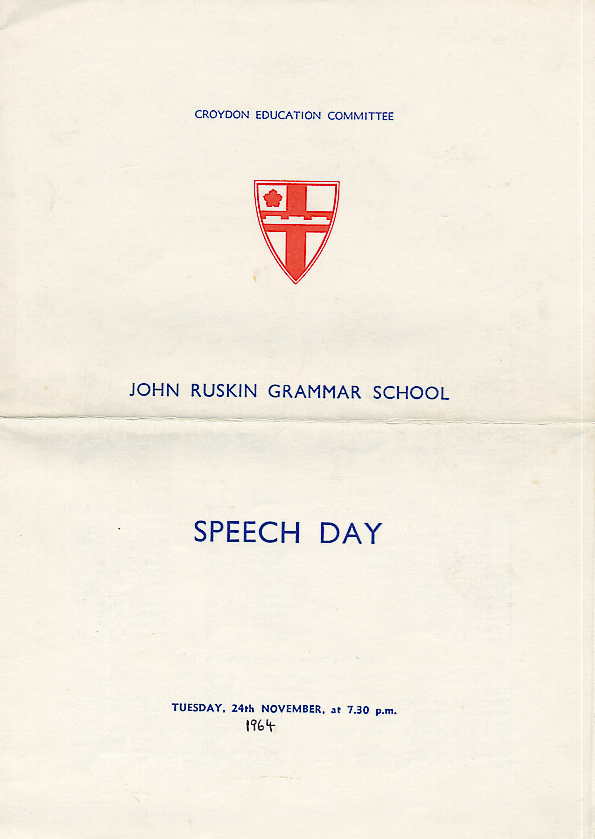 CROYDON EDUCATION COMMITTEE
JOHN RUSKIN GRAMMAR SCHOOL
SPEECH DAY
TUESDAY, 24th NOVEMBER, at 7.30 p.m.
1964